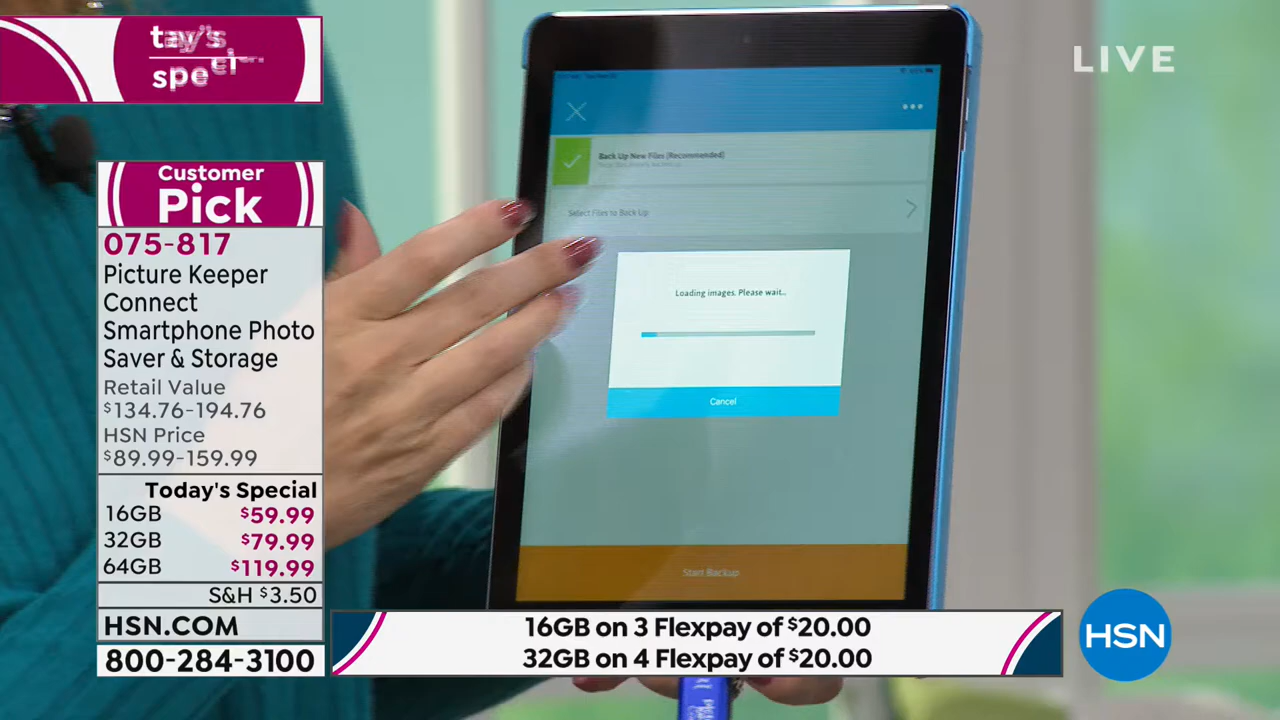 LIVE
Customer
Pick
075-817
Picture Keeper
Connect
Smartphone Photo
Saver & Storage
Retail Value
$134.76-194.76
HSN Price
$89.99-159.99
Today's Special
16GB $59.99
32GB $79.99
64GB $119.99
S&H $3.50
HSN.COM
800-284-3100
Back Up New Files (Recommended)
Select Files to Back Up
Loading images. Please wait..
Cancel
Start Backup
16GB on 3 Flexpay of $20.00
32GB on 4 Flexpay of $20.00
HSN